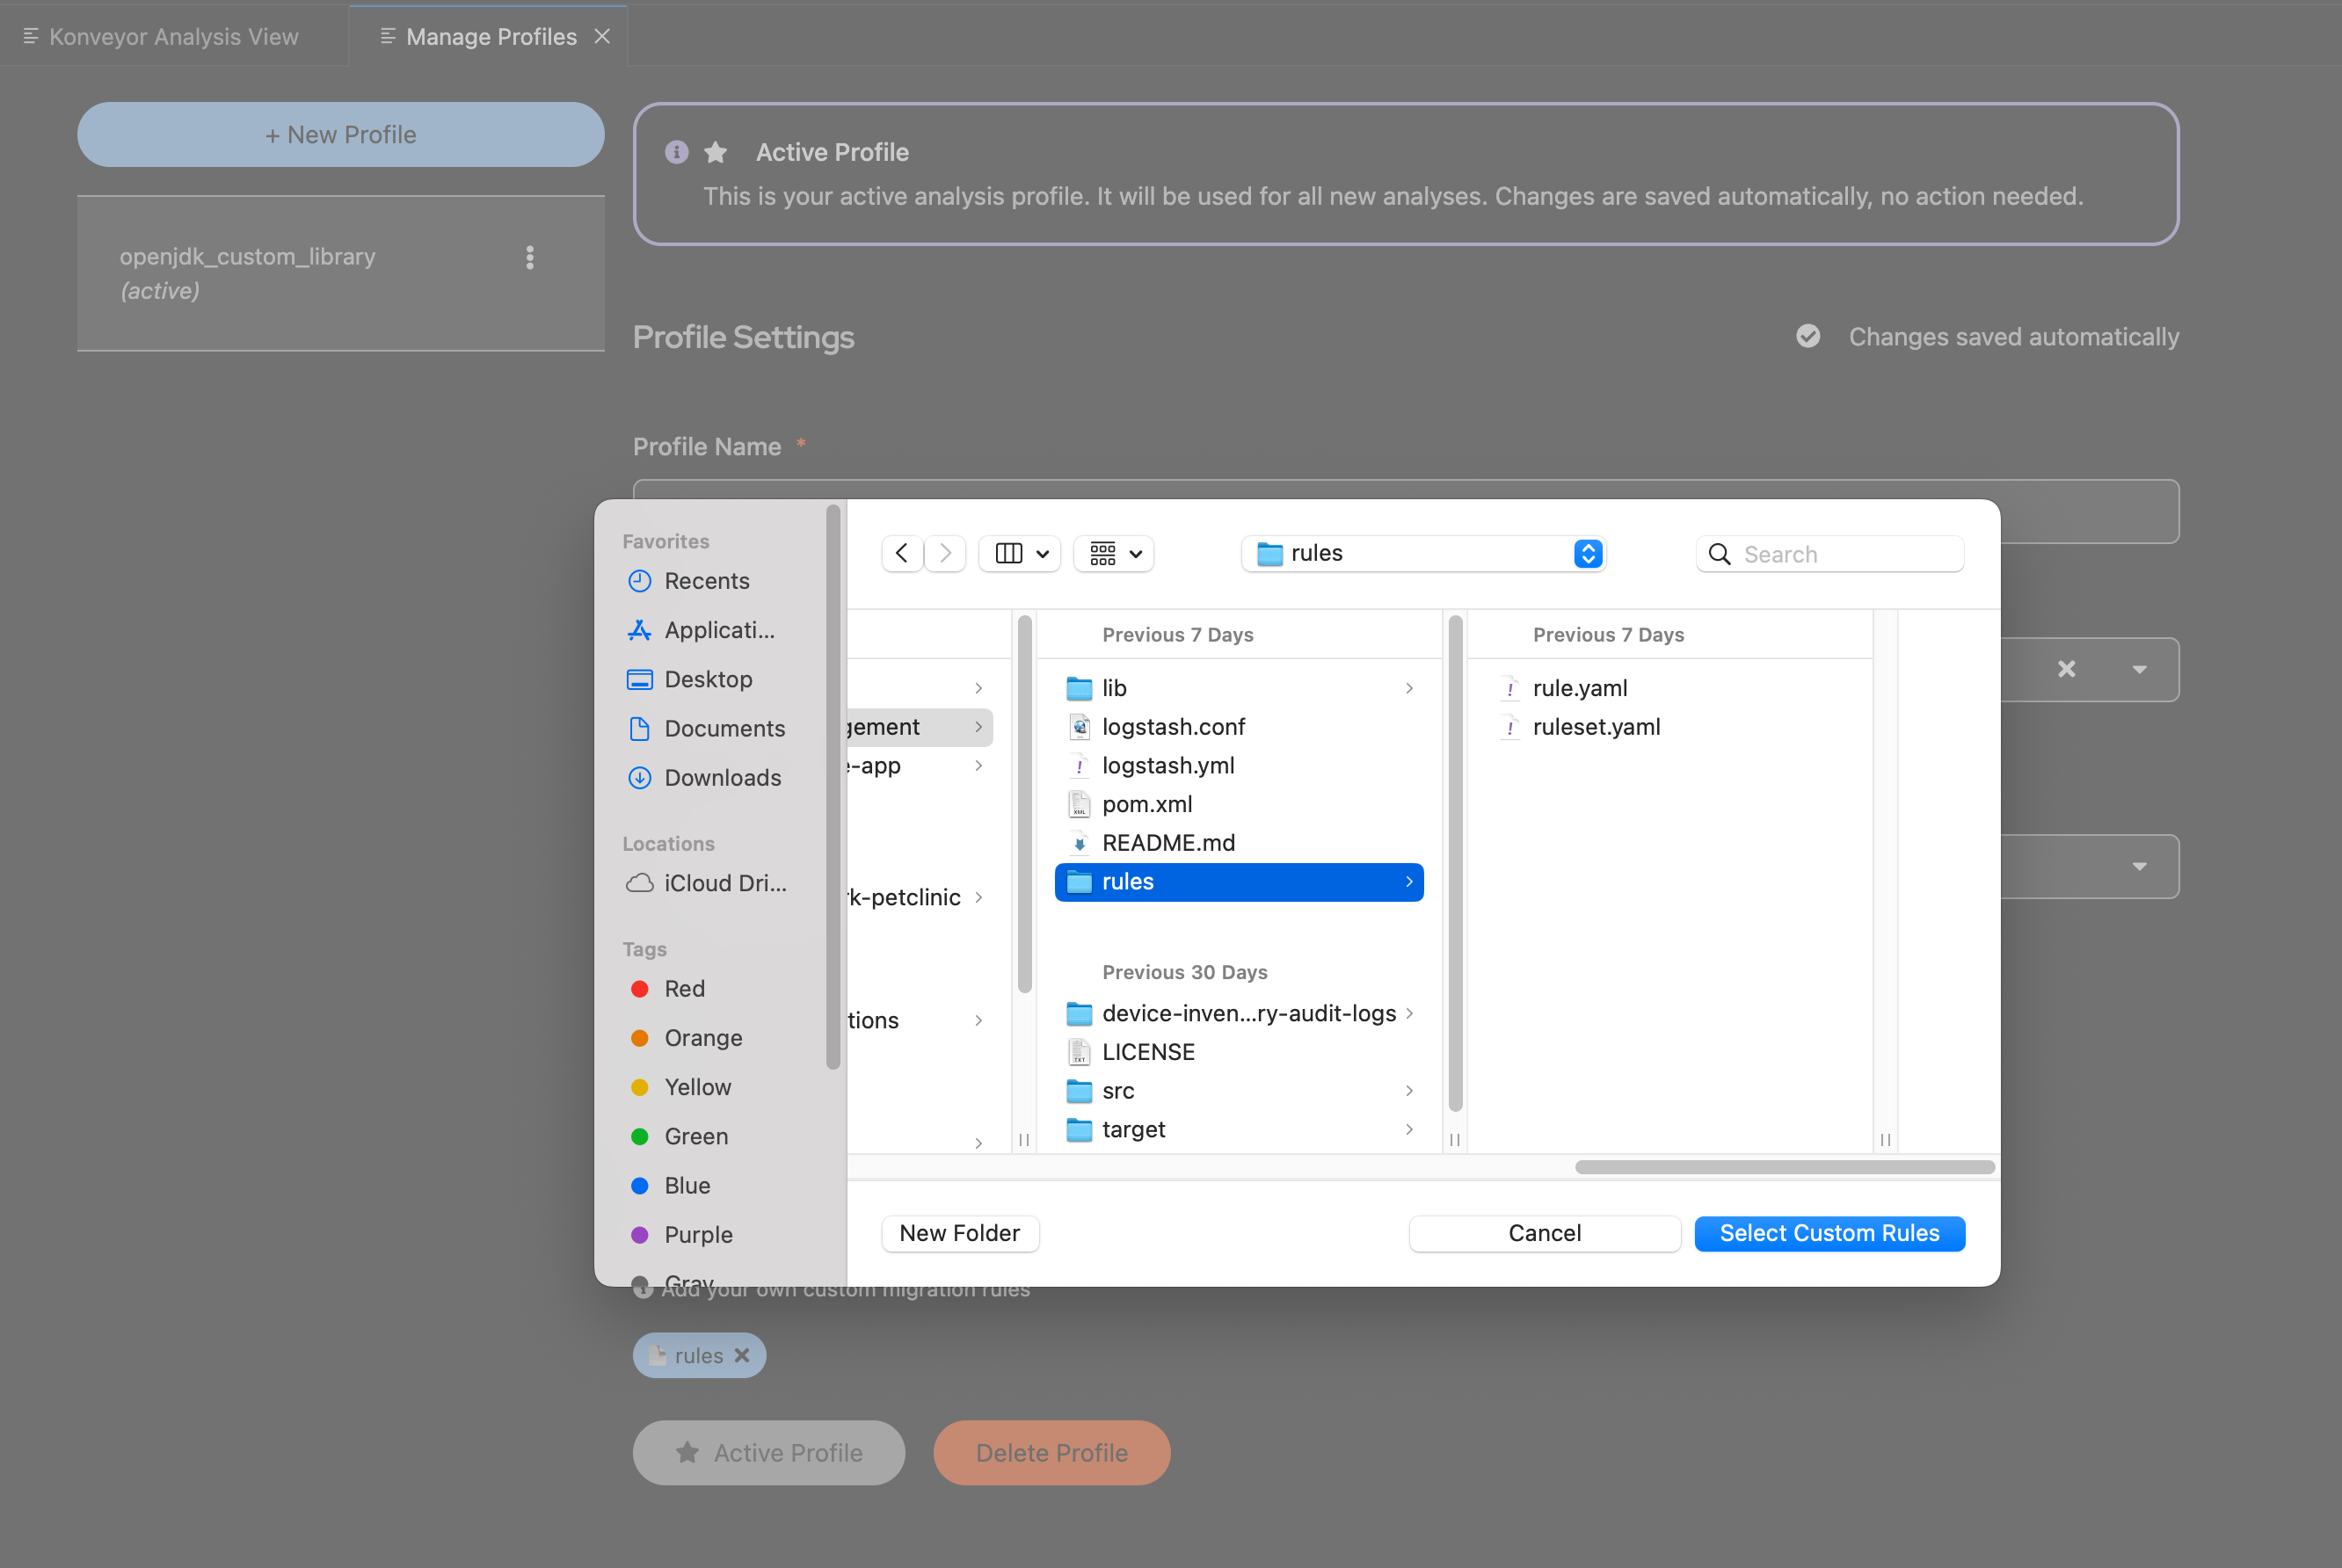 Konveyor Analysis View
Manage Profiles
+ New Profile
openjdk_custom_library
(active)
Active Profile
This is your active analysis profile. It will be used for all new analyses. Changes are saved automatically, no action needed.
Profile Settings
Changes saved automatically
Profile Name *
Favorites
Recents
Applicati...
Desktop
Documents
Downloads
Locations
iCloud Dri...
Tags
Red
Orange
Yellow
Green
Blue
Purple
Gray
rules
Search
gement
e-app
rk-petclinic
tions
Previous 7 Days
lib
logstash.conf
logstash.yml
pom.xml
README.md
rules
Previous 30 Days
device-inven...ry-audit-logs
LICENSE
src
target
Previous 7 Days
rule.yaml
ruleset.yaml
New Folder
Cancel
Select Custom Rules
Add your own custom migration rules
rules
Active Profile
Delete Profile